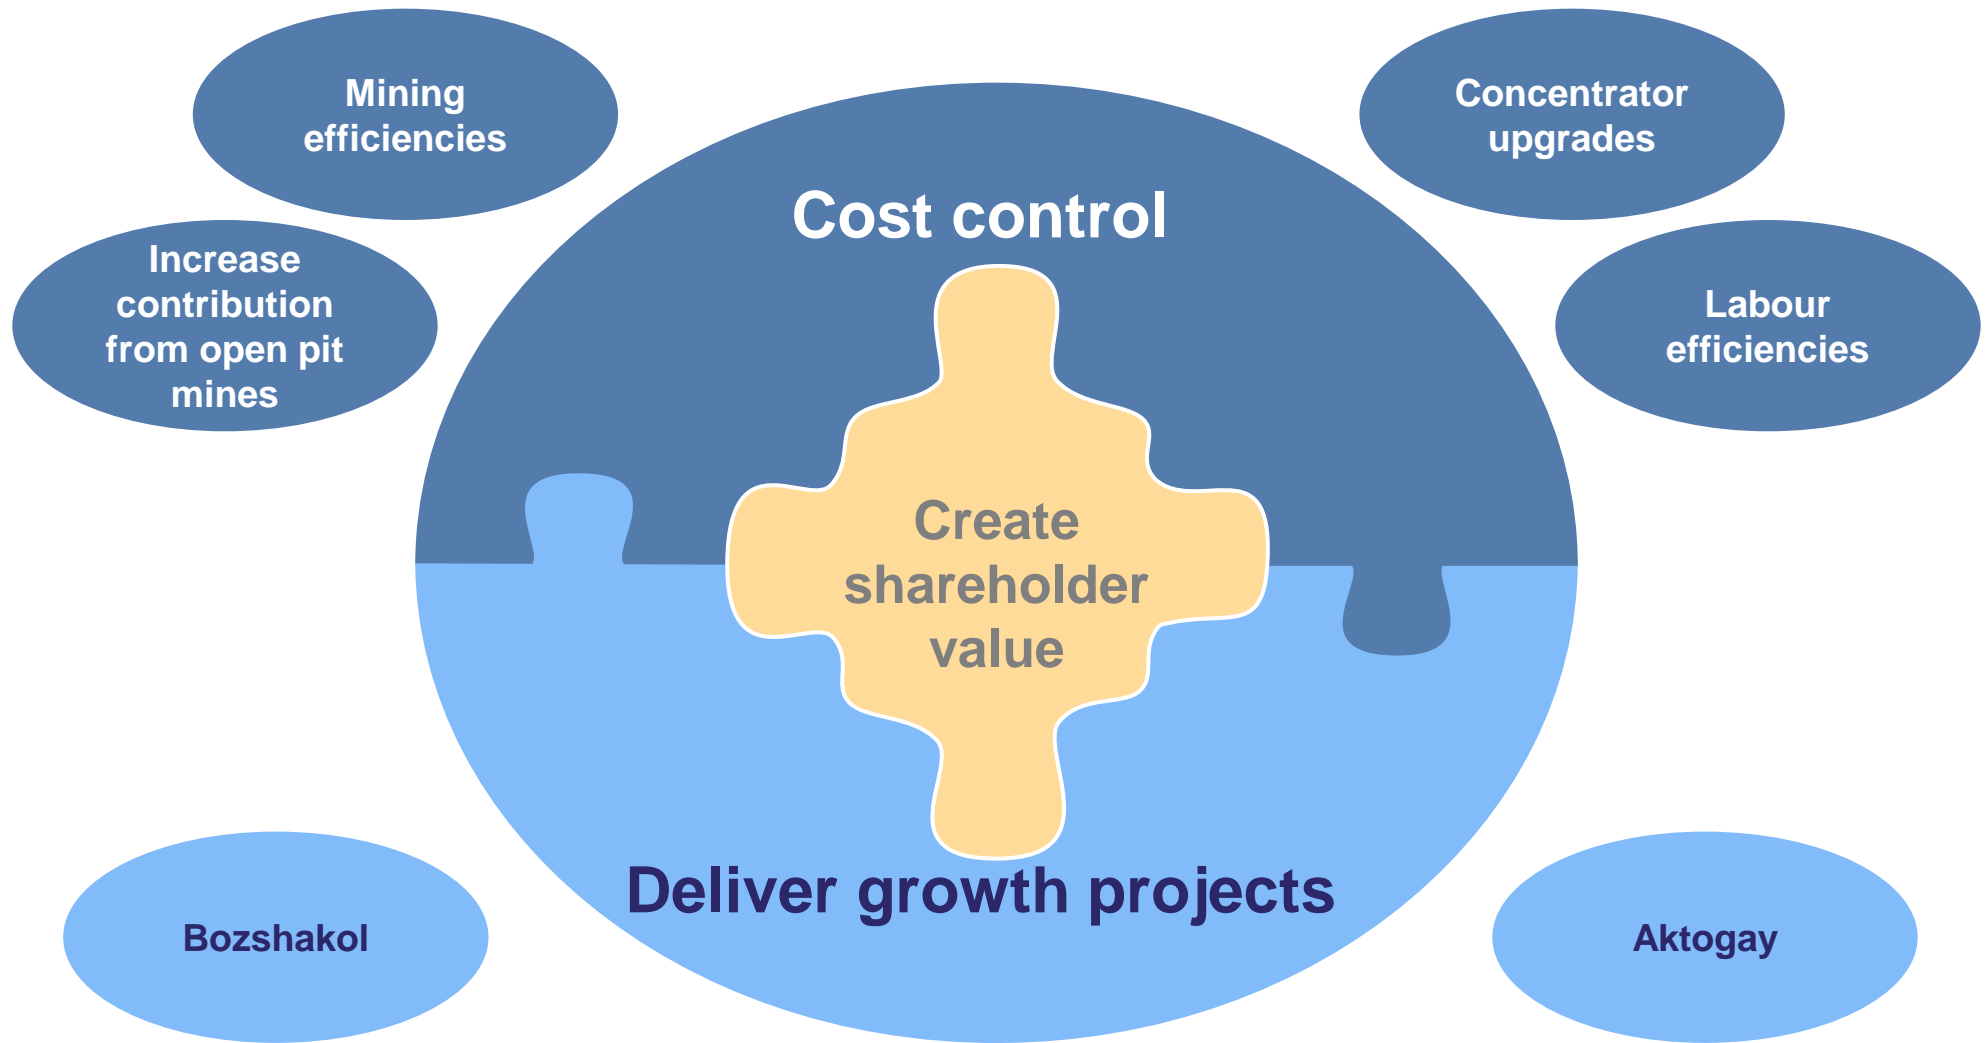 Mining
efficiencies
Concentrator
upgrades
Increase
contribution
from open pit
mines
Labour
efficiencies
Cost control
Create
shareholder
value
Deliver growth projects
Bozshakol
Aktogay